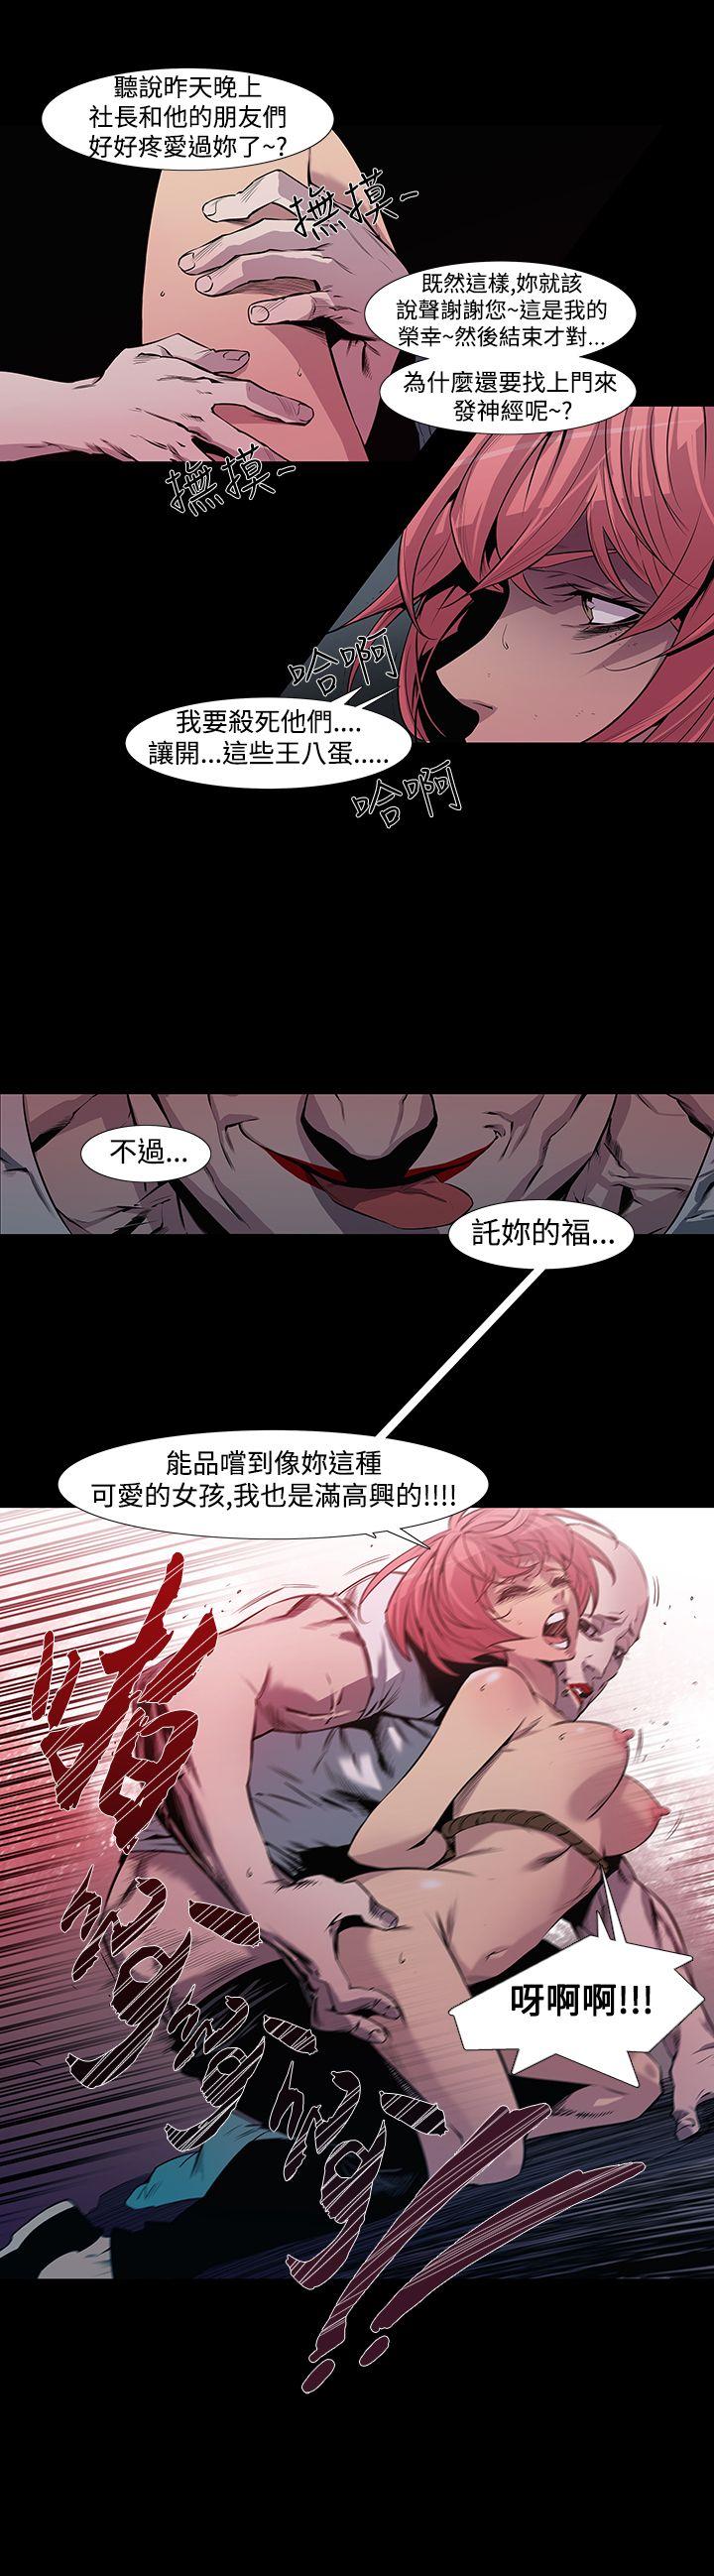 聽說昨天晚上
社長和他的朋友們
好好疼愛過妳了~?
撫摸~
既然這樣,妳就該
說聲謝謝您~這是我的
榮幸~然後結束才對...
為什麼還要找上門來
發神經呢~?
撫摸~
哈啊
我要殺死他們....
讓開...這些王八蛋.....
哈啊
不過...
託妳的福...
能品嚐到像妳這種
可愛的女孩,我也是滿高興的!!!!
呀啊啊!!!